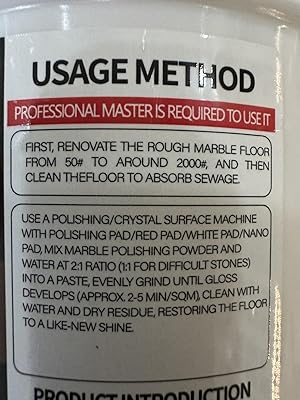 USAGE METHOD
PROFESSIONAL MASTER IS REQUIRED TO USE IT
FIRST, RENOVATE THE ROUGH MARBLE FLOOR
FROM 50# TO AROUND 2000#, AND THEN
CLEAN THEFLOOR TO ABSORB SEWAGE.
USE A POLISHING/CRYSTAL SURFACE MACHINE
WITH POLISHING PAD/RED PAD/WHITE PAD/NANO
PAD, MIX MARBLE POLISHING POWDER AND
WATER AT 2:1 RATIO (1:1 FOR DIFFICULT STONES)
INTO A PASTE, EVENLY GRIND UNTIL GLOSS
DEVELOPS (APPROX. 2-5 MIN/SQM), CLEAN WITH
WATER AND DRY RESIDUE, RESTORING THE FLOOR
TO A LIKE-NEW SHINE.
PRODUCT INTRODUCTION